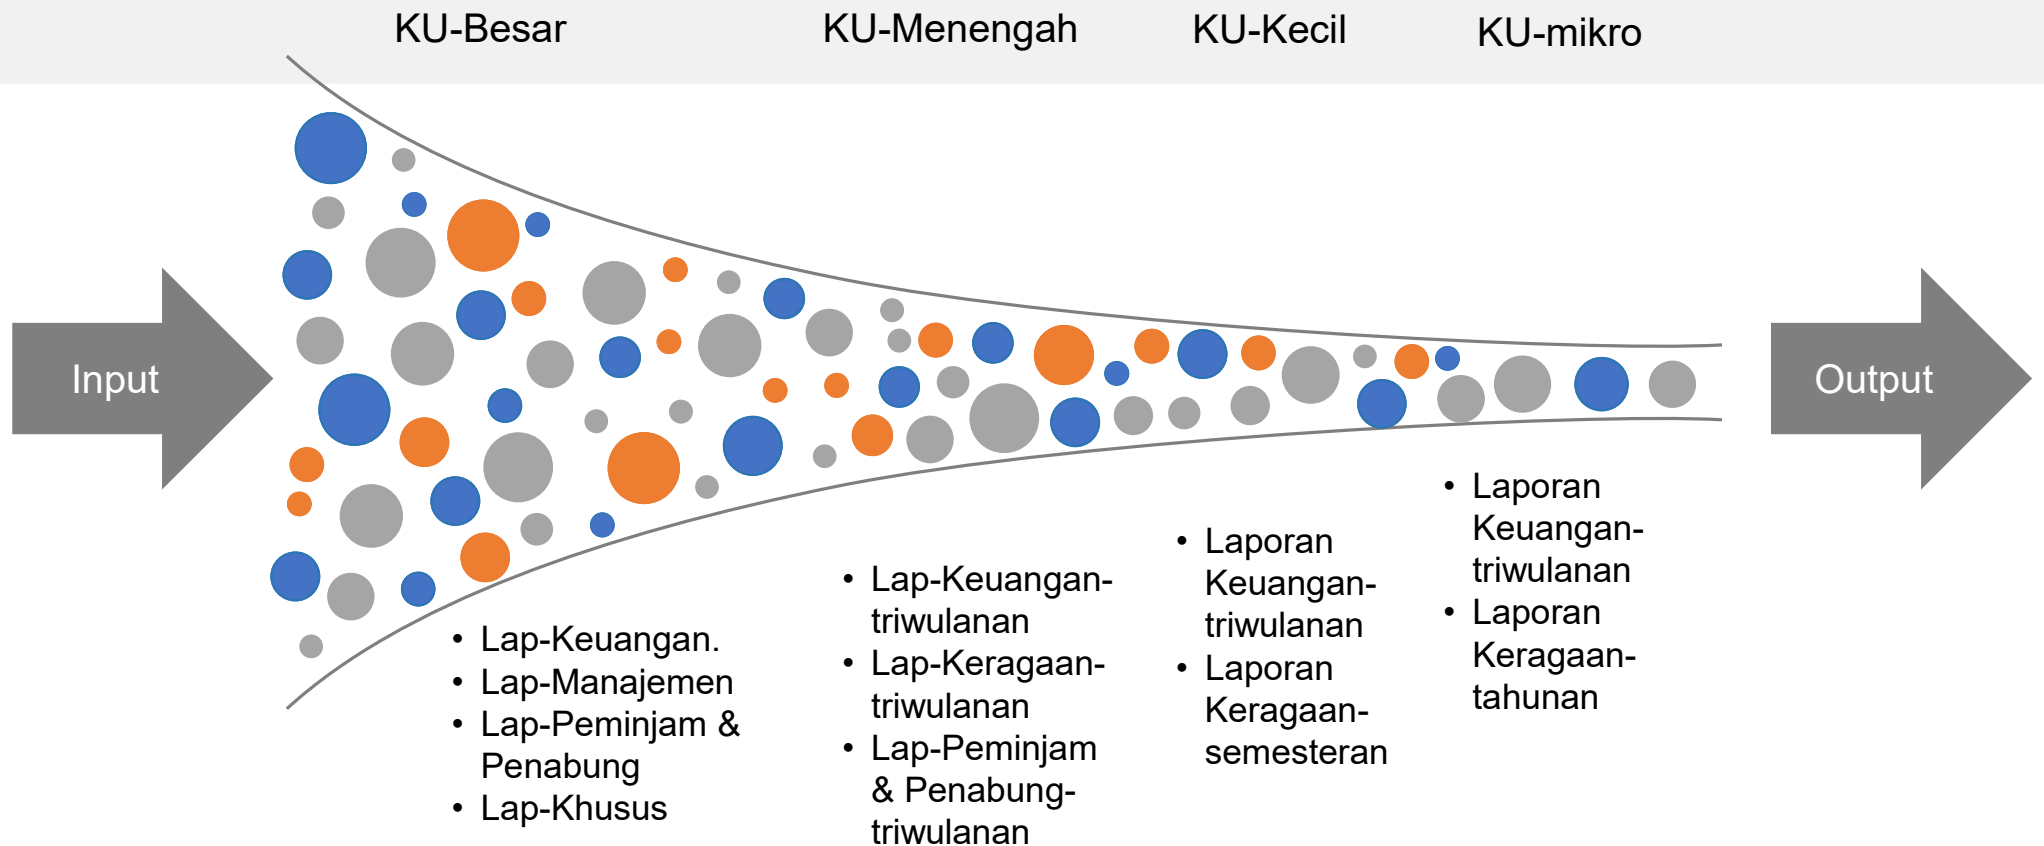 KU-Besar
KU-Menengah
KU-Kecil
KU-mikro
Input
Output
• Lap-Keuangan.
• Lap-Manajemen
• Lap-Peminjam &
Penabung
• Lap-Khusus
• Lap-Keuangan-
triwulanan
• Lap-Keragaan-
triwulanan
• Lap-Peminjam
& Penabung-
triwulanan
• Laporan
Keuangan-
triwulanan
• Laporan
Keragaan-
semesteran
• Laporan
Keuangan-
triwulanan
• Laporan
Keragaan-
tahunan